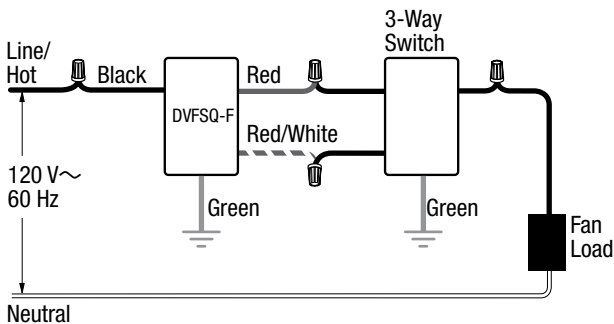 3-Way
Switch
Line/
Hot
Black
Red
DVFSQ-F
Red/White
120 V~
60 Hz
Green
Green
Fan
Load
Neutral